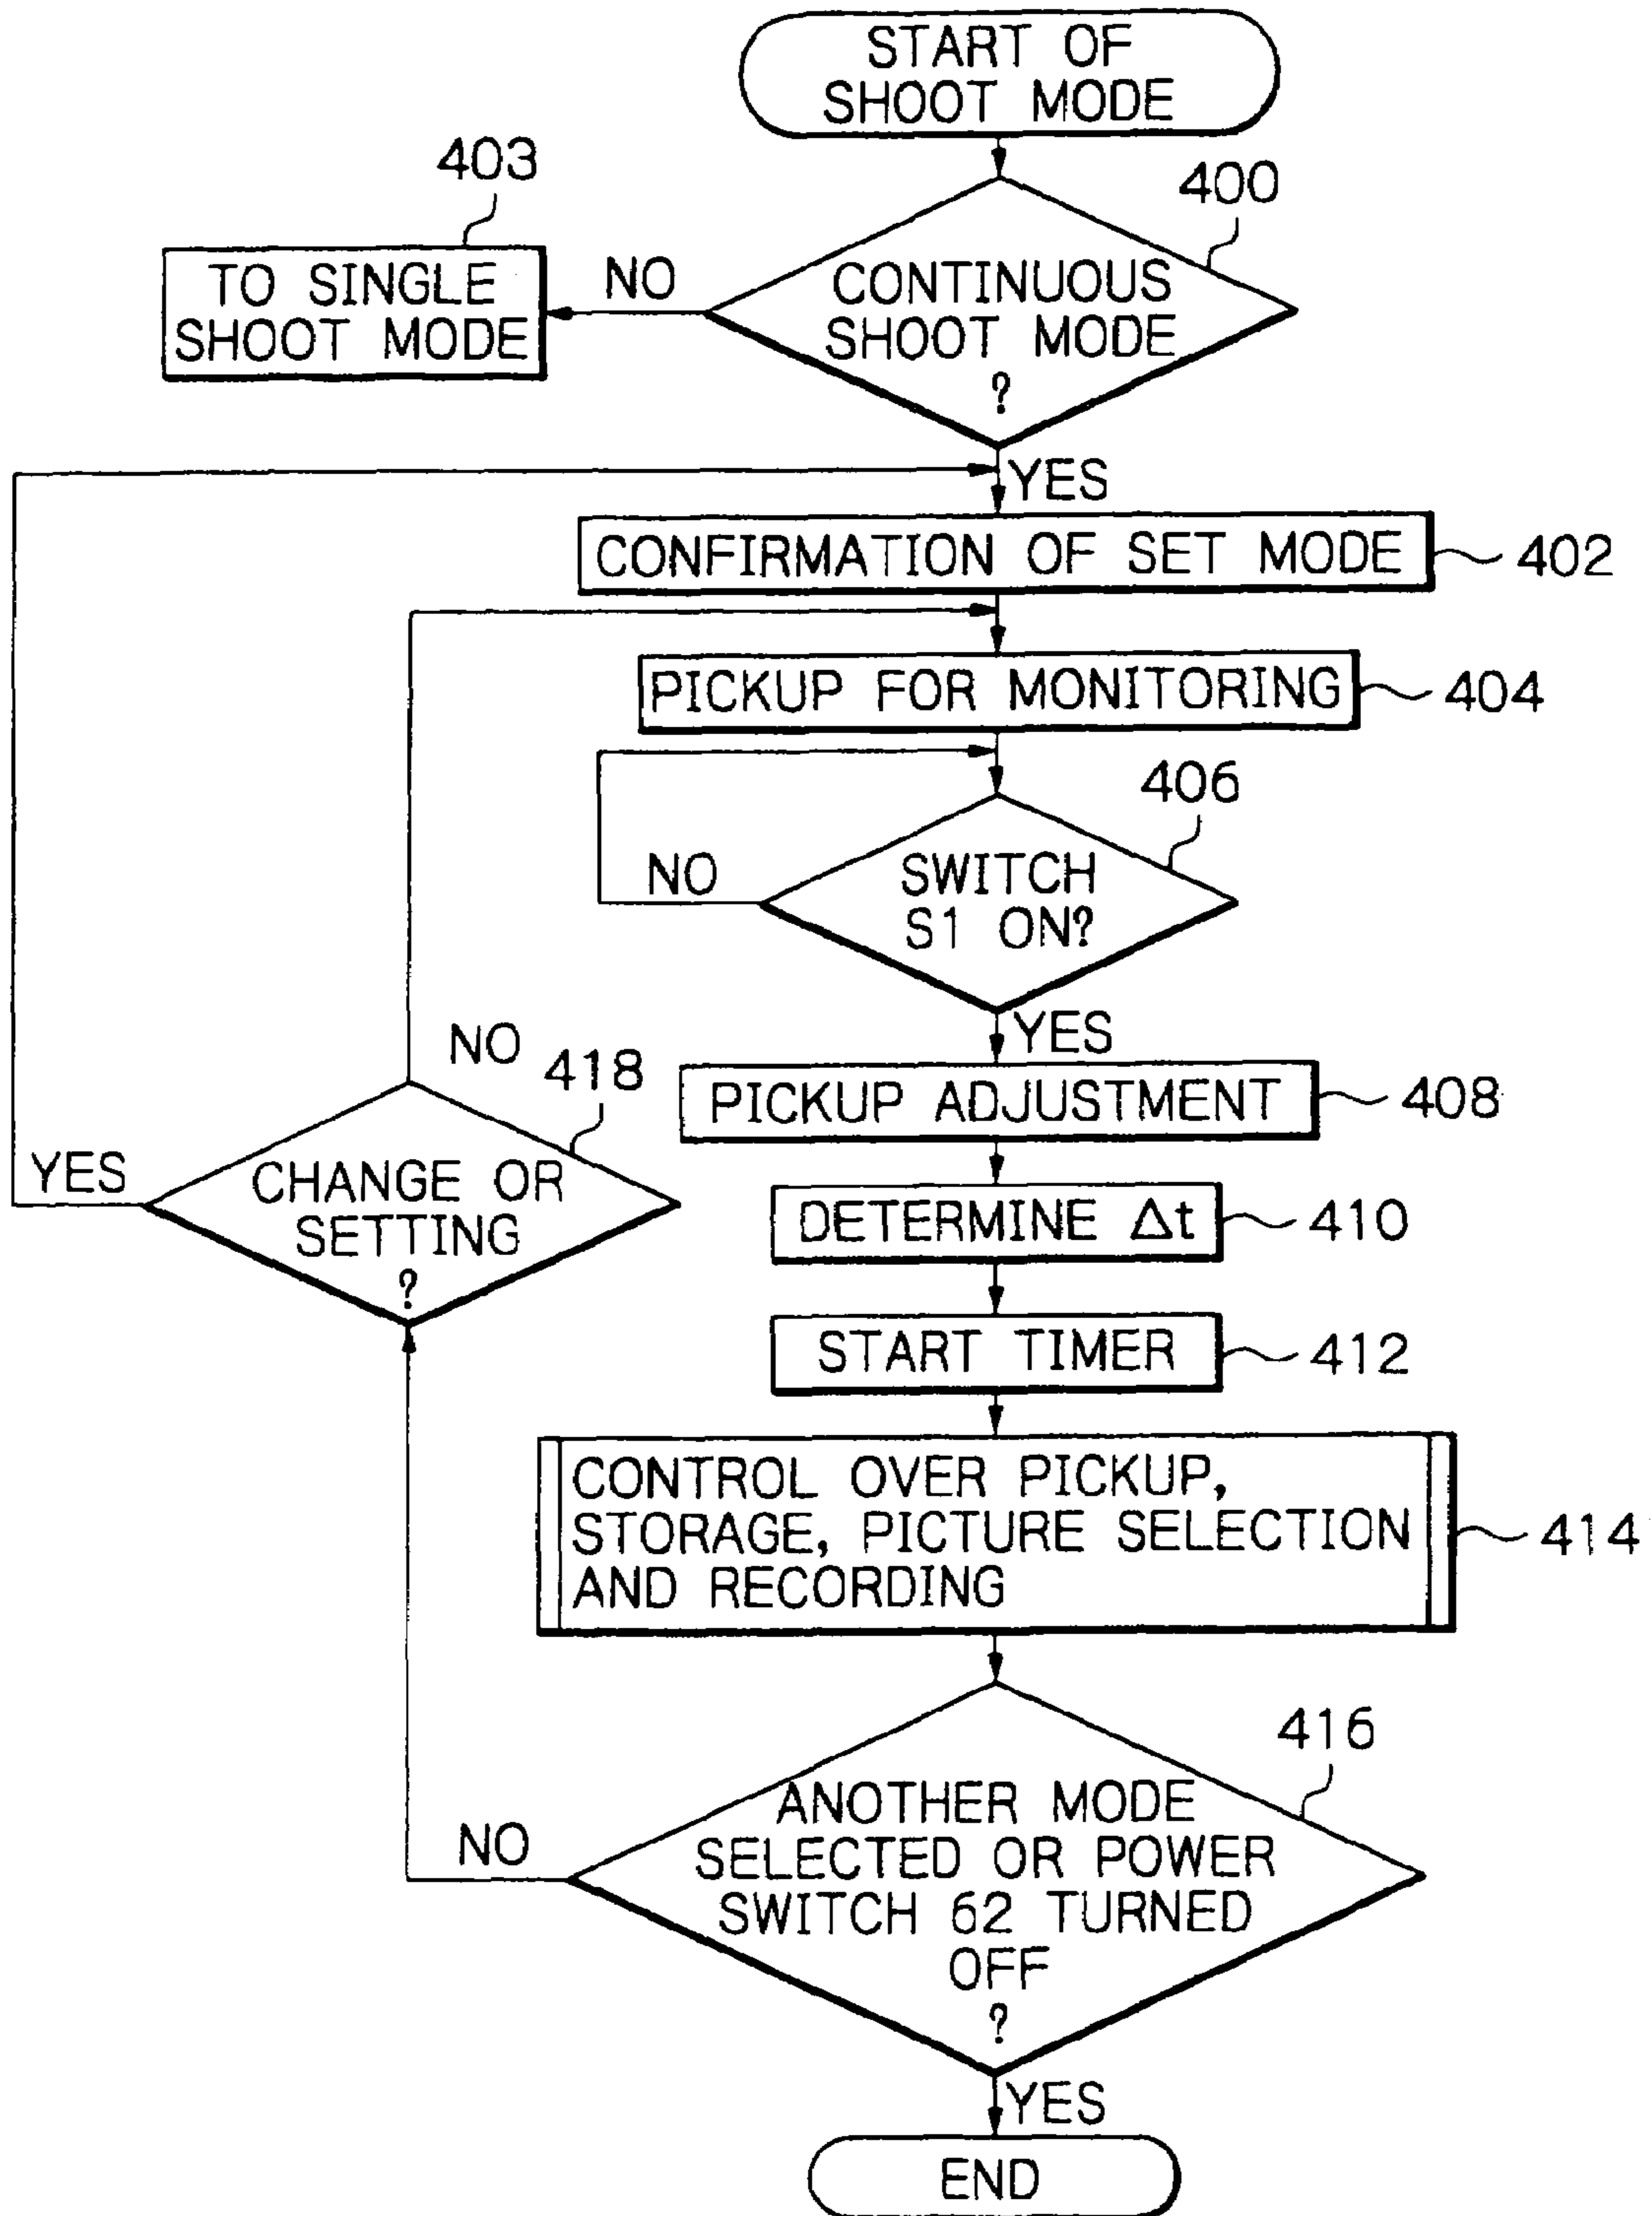 START OF
SHOOT MODE
403
400
TO SINGLE
SHOOT MODE
NO
CONTINUOUS
SHOOT MODE
?
YES
CONFIRMATION OF SET MODE
402
PICKUP FOR MONITORING
404
406
NO
SWITCH
S1 ON?
YES
NO
418
PICKUP ADJUSTMENT
408
YES
CHANGE OR
SETTING
?
DETERMINE Δt
410
START TIMER
412
CONTROL OVER PICKUP,
STORAGE, PICTURE SELECTION
AND RECORDING
414
416
NO
ANOTHER MODE
SELECTED OR POWER
SWITCH 62 TURNED
OFF
?
YES
END